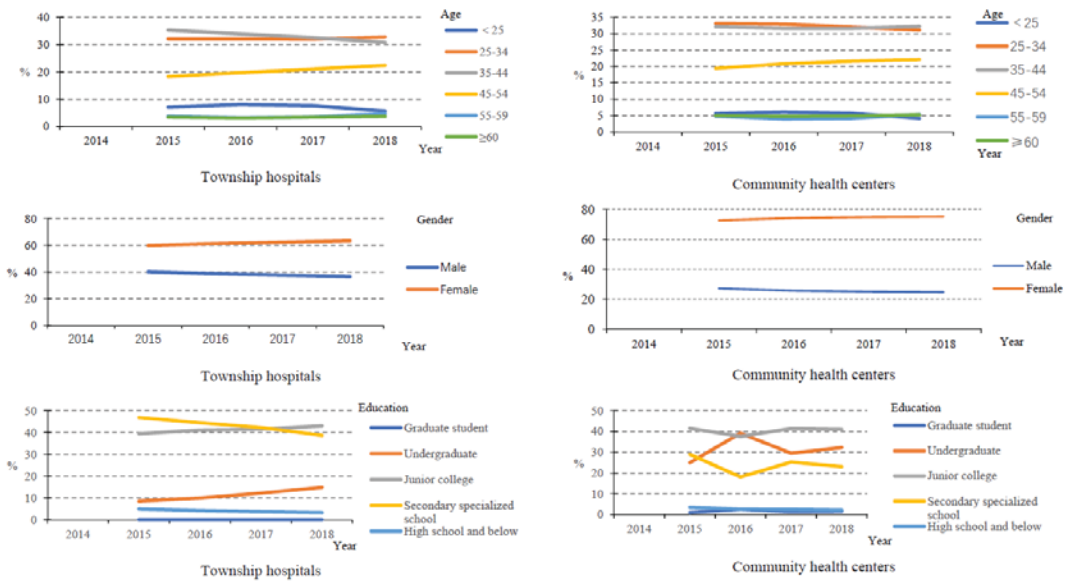 40
30
20
10
0
%
2014 2015 2016 2017 2018
Year
Age
< 25
25-34
35-44
45-54
55-59
≥60
Township hospitals
35
30
25
20
15
10
5
0
%
2014 2015 2016 2017 2018
Age
< 25
25-34
35-44
45-54
55-59
≥60
Year
Community health centers
80
60
40
20
0
%
2014 2015 2016 2017 2018
Year
Gender
Male
Female
Township hospitals
80
60
40
20
0
%
2014 2015 2016 2017 2018
Year
Gender
Male
Female
Community health centers
50
40
30
20
10
0
%
2014 2015 2016 2017 2018
Year
Education
Graduate student
Undergraduate
Junior college
Secondary specialized
school
High school and below
Township hospitals
50
40
30
20
10
0
%
2014 2015 2016 2017 2018
Year
Education
Graduate student
Undergraduate
Junior college
Secondary specialized
school
High school and below
Community health centers